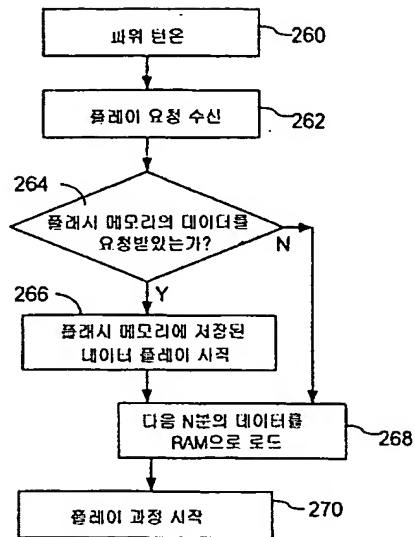 파워 턴온
260
플레이 요청 수신
262
264
플래시 메모리의 데이터를
요청받았는가?
N
Y
266
플래시 메모리에 저장된
데이터 플레이 시작
다음 N분의 데이터를
RAM으로 로드
268
플레이 과정 시작
270